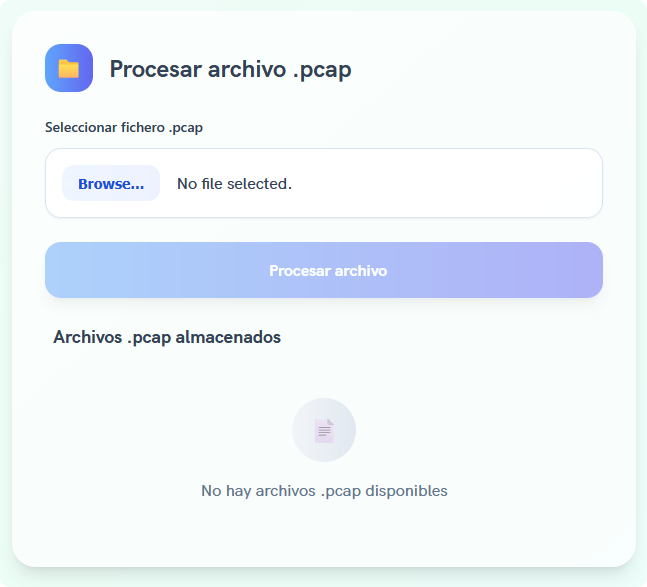 Procesar archivo .pcap
Seleccionar fichero .pcap
Browse... No file selected.
Procesar archivo
Archivos .pcap almacenados
No hay archivos .pcap disponibles